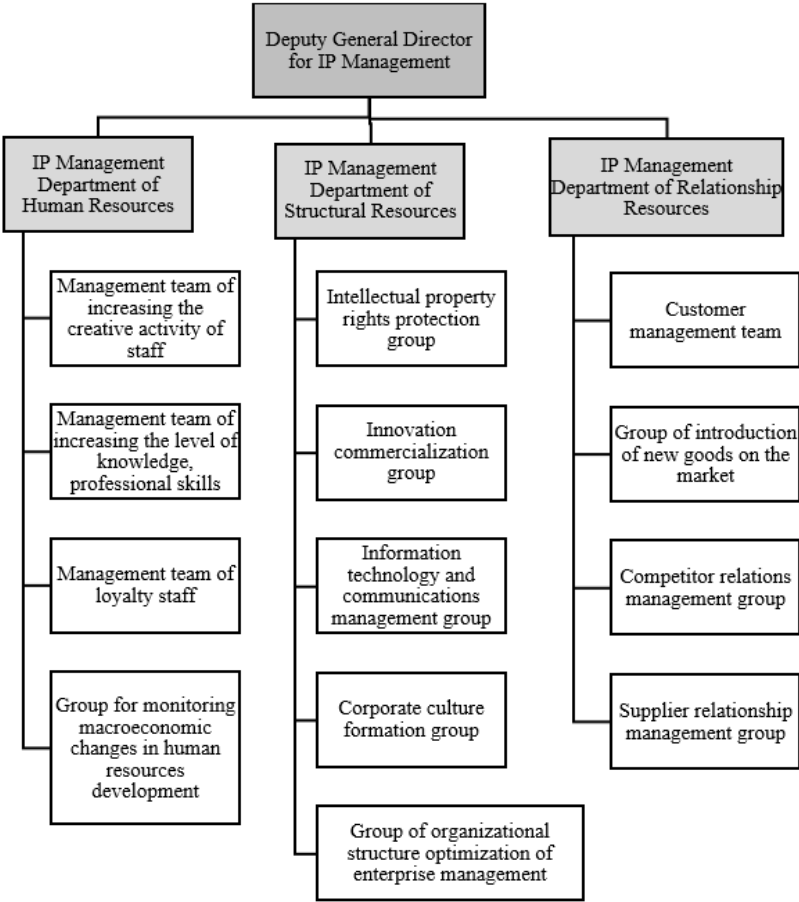 Deputy General Director
for IP Management
IP Management
Department of
Human Resources
IP Management
Department of
Structural Resources
IP Management
Department of Relationship
Resources
Management team of
increasing the
creative activity of
staff
Management team of
increasing the level of
knowledge,
professional skills
Management team of
loyalty staff
Group for monitoring
macroeconomic
changes in human
resources
development
Intellectual property
rights protection
group
Innovation
commercialization
group
Information
technology and
communications
management group
Corporate culture
formation group
Group of organizational
structure optimization of
enterprise management
Customer
management team
Group of introduction
of new goods on the
market
Competitor relations
management group
Supplier relationship
management group